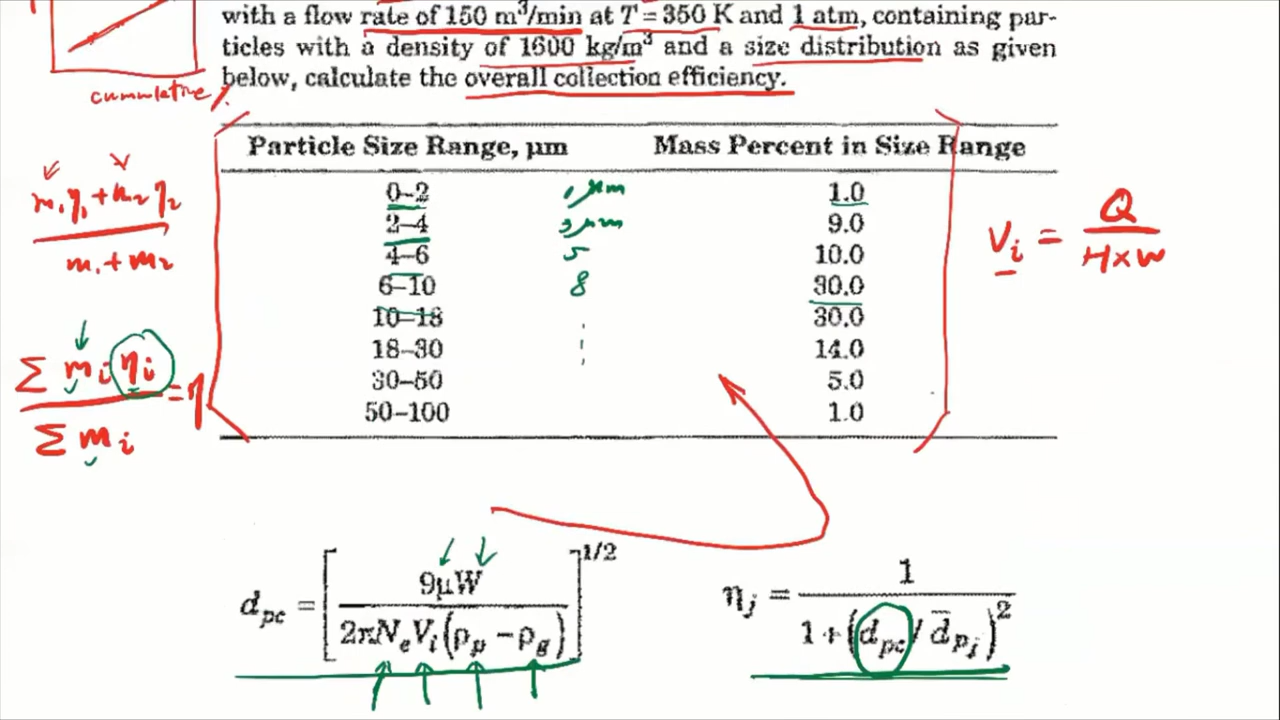 with a flow rate of 150 m³/min at T = 350 K and 1 atm, containing par-
ticles with a density of 1600 kg/m³ and a size distribution as given
below, calculate the overall collection efficiency.
cummulative %
Particle Size Range, μm Mass Percent in Size Range
0–2 1 μm 1.0
2–4 3 μm 9.0
4–6 5 10.0
6–10 8 30.0
10–18 30.0
18–30 14.0
30–50 5.0
50–100 1.0
m₁η₁ + m₂η₂ / m₁ + m₂
Σ mᵢ ηᵢ / Σ mᵢ = η
Vᵢ = Q / H×W
d_pc = [ 9μW / 2πNₑVᵢ(ρ_p – ρ_g) ]^1/2
η_j = 1 / 1 + (d_pc / d̄_pj)²